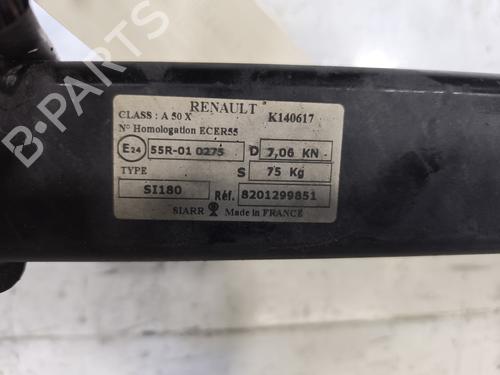 B-PARTS
RENAULT
CLASS : A 50 X K140617
Nº Homologation ECER55
E24 55R-01 0275 D 7,06 KN
TYPE S 75 Kg
SI180 Réf. 8201299851
SIARR Made in FRANCE